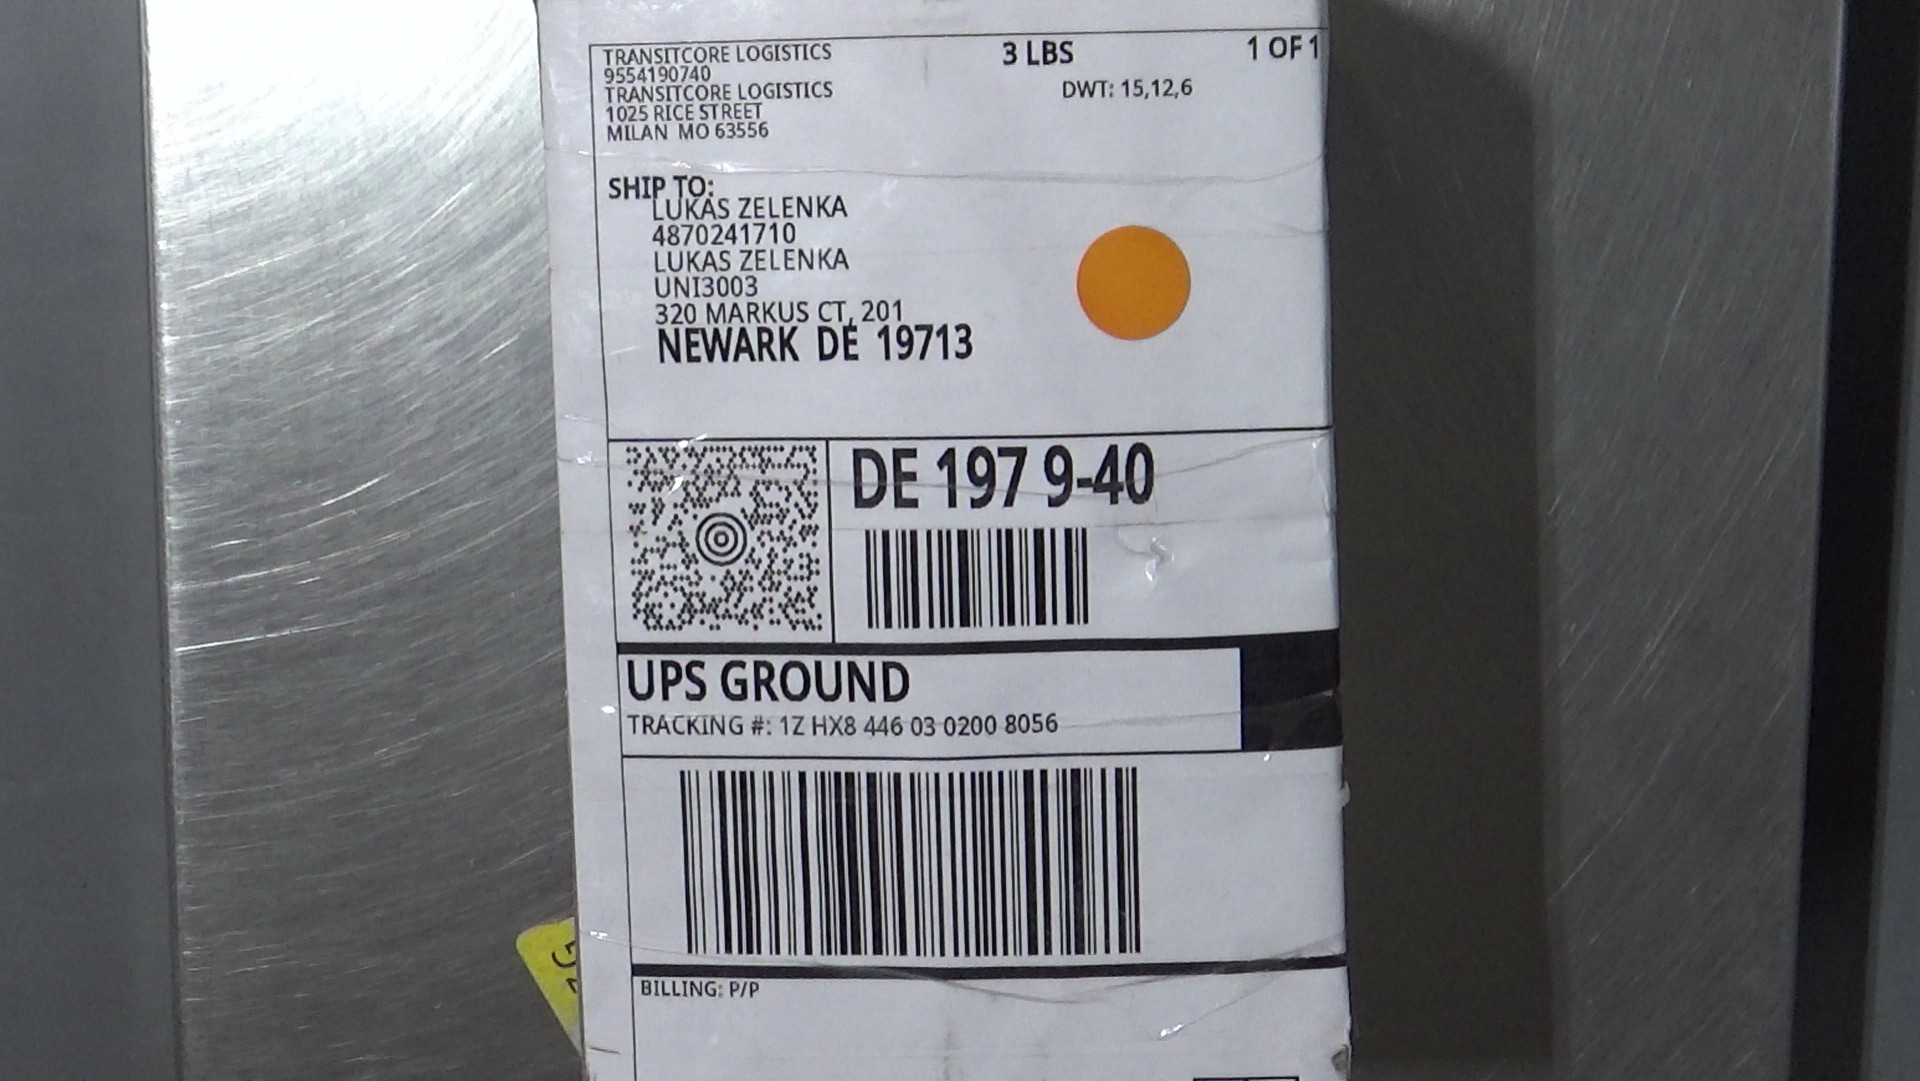 TRANSITCORE LOGISTICS
9554190740
TRANSITCORE LOGISTICS
1025 RICE STREET
MILAN MO 63556
3 LBS
1 OF 1
DWT: 15,12,6
SHIP TO:
LUKAS ZELENKA
4870241710
LUKAS ZELENKA
UNI3003
320 MARKUS CT, 201
NEWARK DE 19713
DE 197 9-40
UPS GROUND
TRACKING #: 1Z HX8 446 03 0200 8056
BILLING: P/P